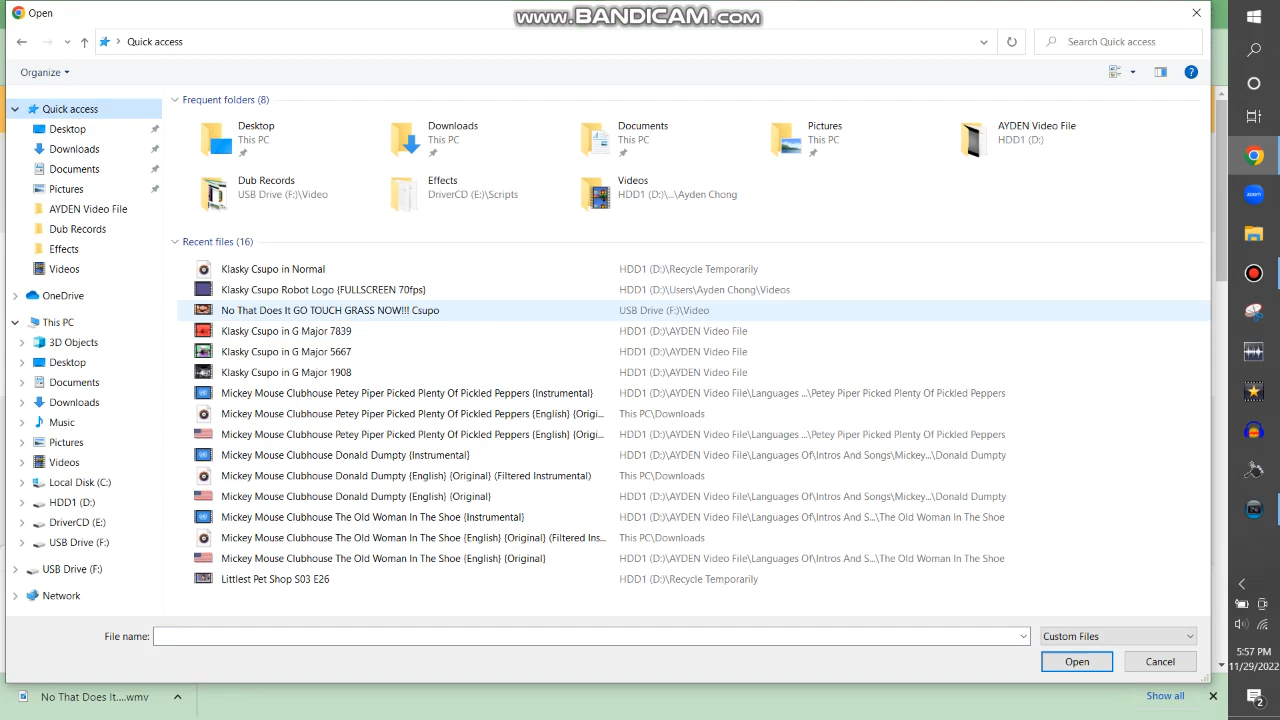 Open
www.BANDICAM.com
Quick access
Search Quick access
Organize
Quick access
Desktop
Downloads
Documents
Pictures
AYDEN Video File
Dub Records
Effects
Videos
OneDrive
This PC
3D Objects
Desktop
Documents
Downloads
Music
Pictures
Videos
Local Disk (C:)
HDD1 (D:)
DriverCD (E:)
USB Drive (F:)
USB Drive (F:)
Network
Frequent folders (8)
Desktop
This PC
Downloads
This PC
Documents
This PC
Pictures
This PC
AYDEN Video File
HDD1 (D:)
Dub Records
USB Drive (F:)\Video
Effects
DriverCD (E:)\Scripts
Videos
HDD1 (D:)\...\Ayden Chong
Recent files (16)
Klasky Csupo in Normal HDD1 (D:)\Recycle Temporarily
Klasky Csupo Robot Logo {FULLSCREEN 70fps} HDD1 (D:)\Users\Ayden Chong\Videos
No That Does It GO TOUCH GRASS NOW!!! Csupo USB Drive (F:)\Video
Klasky Csupo in G Major 7839 HDD1 (D:)\AYDEN Video File
Klasky Csupo in G Major 5667 HDD1 (D:)\AYDEN Video File
Klasky Csupo in G Major 1908 HDD1 (D:)\AYDEN Video File
Mickey Mouse Clubhouse Petey Piper Picked Plenty Of Pickled Peppers {Instrumental} HDD1 (D:)\AYDEN Video File\Languages ...\Petey Piper Picked Plenty Of Pickled Peppers
Mickey Mouse Clubhouse Petey Piper Picked Plenty Of Pickled Peppers {English} {Origi... This PC\Downloads
Mickey Mouse Clubhouse Petey Piper Picked Plenty Of Pickled Peppers {English} {Origi... HDD1 (D:)\AYDEN Video File\Languages ...\Petey Piper Picked Plenty Of Pickled Peppers
Mickey Mouse Clubhouse Donald Dumpty {Instrumental} HDD1 (D:)\AYDEN Video File\Languages Of\Intros And Songs\Mickey...\Donald Dumpty
Mickey Mouse Clubhouse Donald Dumpty {English} {Original} (Filtered Instrumental) This PC\Downloads
Mickey Mouse Clubhouse Donald Dumpty {English} {Original} HDD1 (D:)\AYDEN Video File\Languages Of\Intros And Songs\Mickey...\Donald Dumpty
Mickey Mouse Clubhouse The Old Woman In The Shoe {Instrumental} HDD1 (D:)\AYDEN Video File\Languages Of\Intros And S...\The Old Woman In The Shoe
Mickey Mouse Clubhouse The Old Woman In The Shoe {English} {Original} (Filtered Ins... This PC\Downloads
Mickey Mouse Clubhouse The Old Woman In The Shoe {English} {Original} HDD1 (D:)\AYDEN Video File\Languages Of\Intros And S...\The Old Woman In The Shoe
Littlest Pet Shop S03 E26 HDD1 (D:)\Recycle Temporarily
File name:
Custom Files
Open
Cancel
No That Does It....wmv
Show all
zoom
5:57 PM
11/29/2022
2